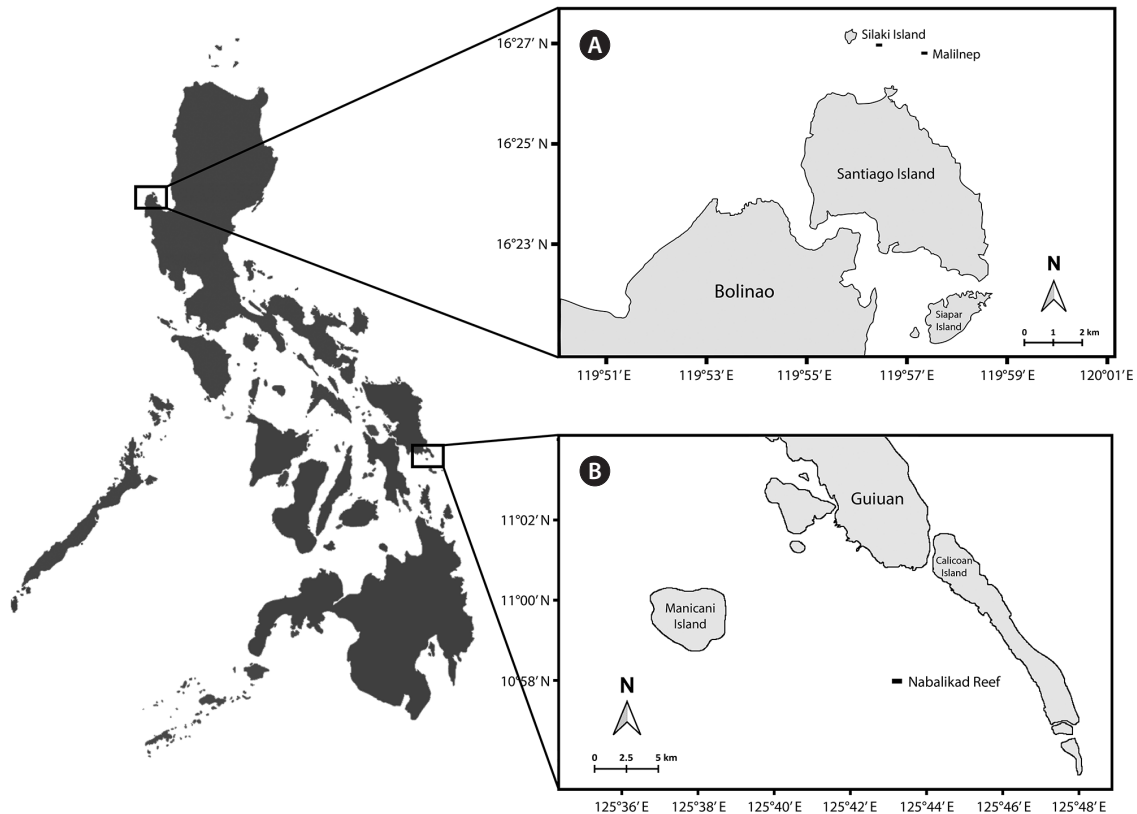 A
16°27′ N
Silaki Island
Malilnep
16°25′ N
Santiago Island
16°23′ N
N
Bolinao
Siapar
Island
0 1 2 km
119°51′E 119°53′E 119°55′E 119°57′E 119°59′E 120°01′E
B
Guiuan
11°02′ N
Calicoan
Island
11°00′ N
Manicani
Island
10°58′ N
Nabalikad Reef
N
0 2.5 5 km
125°36′ E 125°38′ E 125°40′ E 125°42′ E 125°44′ E 125°46′ E 125°48′ E